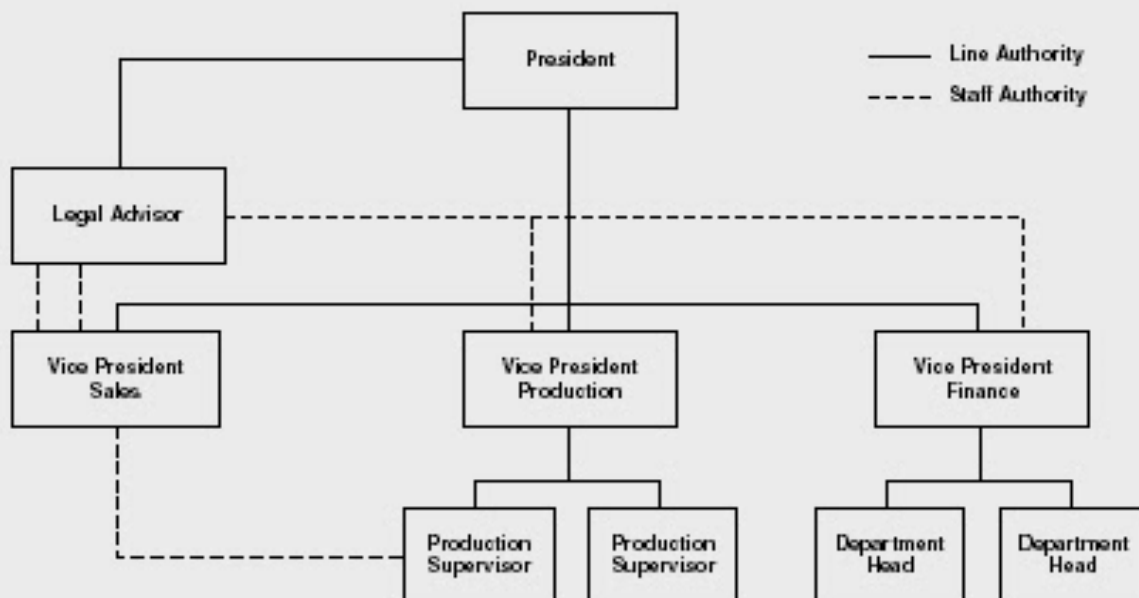 President
Line Authority
Staff Authority
Legal Advisor
Vice President
Sales
Vice President
Production
Vice President
Finance
Production
Supervisor
Production
Supervisor
Department
Head
Department
Head